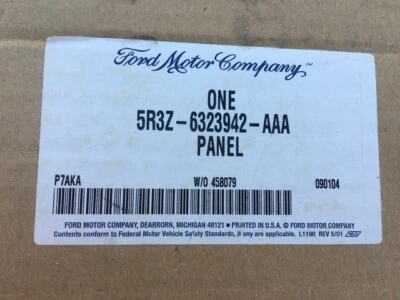 Ford Motor Company,™
ONE
5R3Z-6323942-AAA
PANEL
P7AKA W/O 458079 090104
FORD MOTOR COMPANY, DEARBORN, MICHIGAN 48121 • PRINTED IN U.S.A. © FORD MOTOR COMPANY
Contents conform to Federal Motor Vehicle Safety Standards, if any are applicable. L1190 REV 5/01